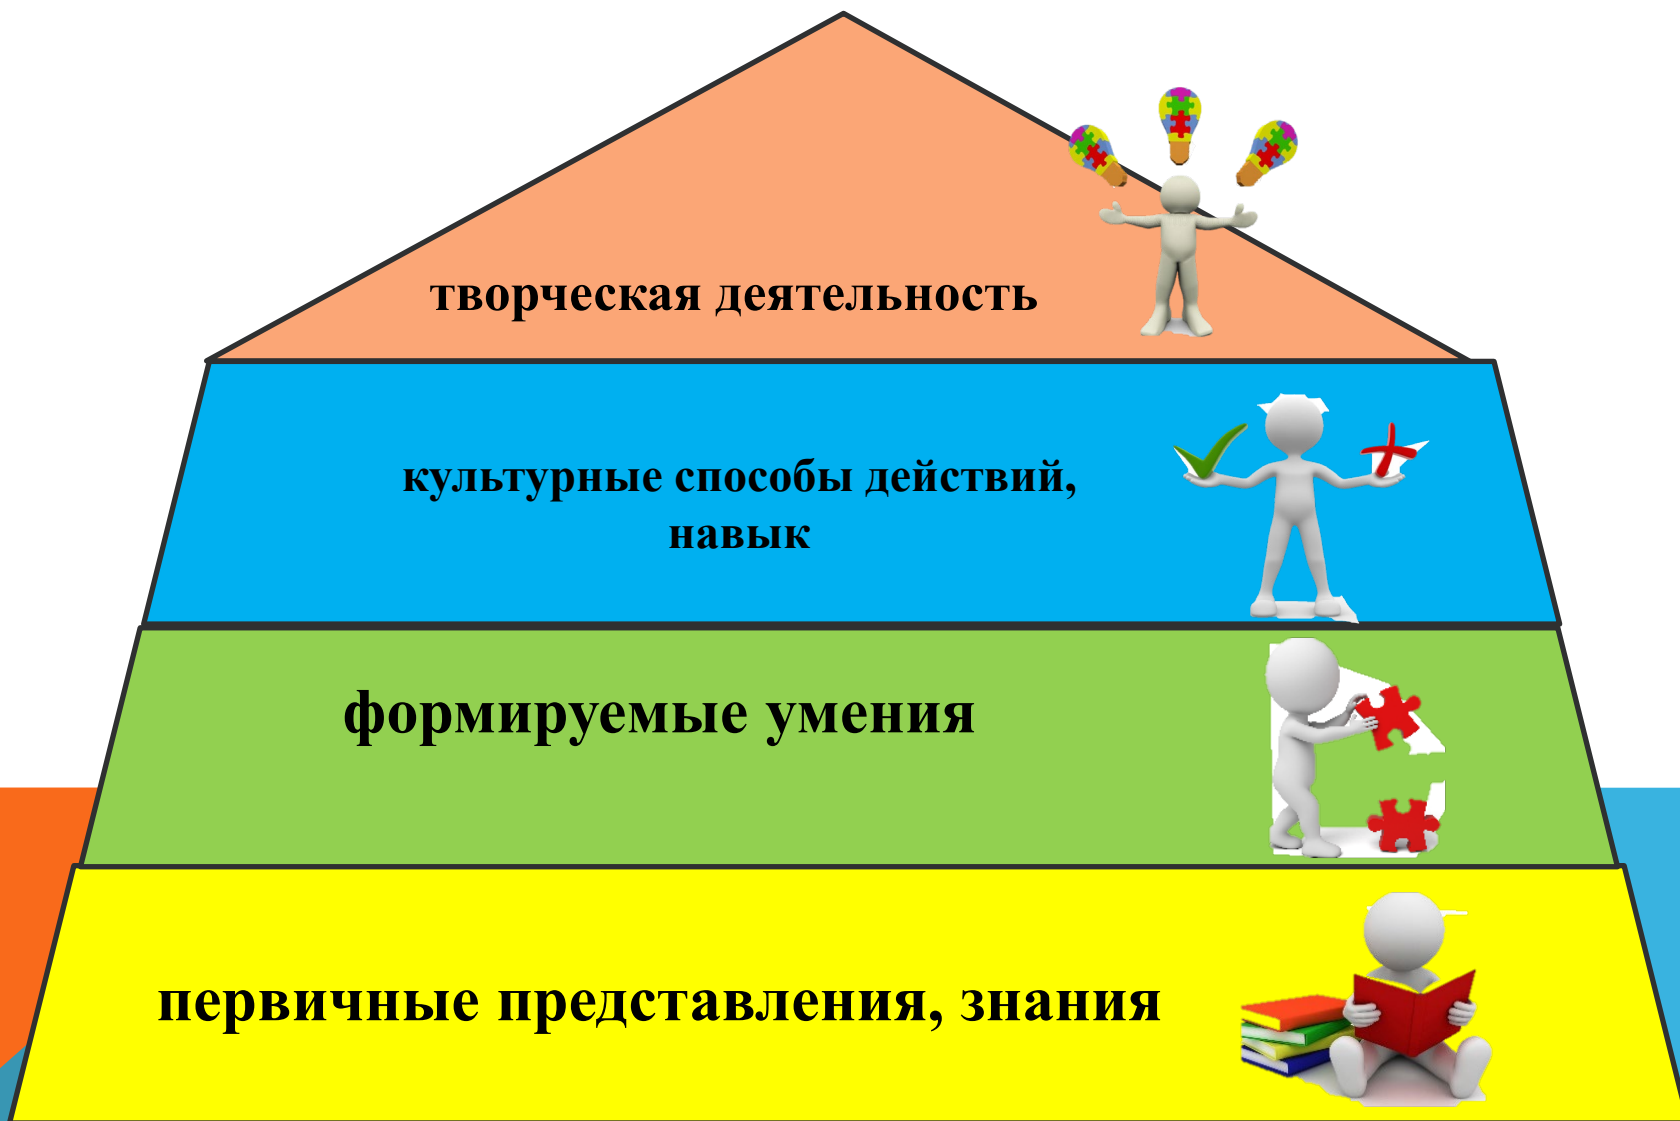 творческая деятельность
культурные способы действий,
навык
формируемые умения
первичные представления, знания